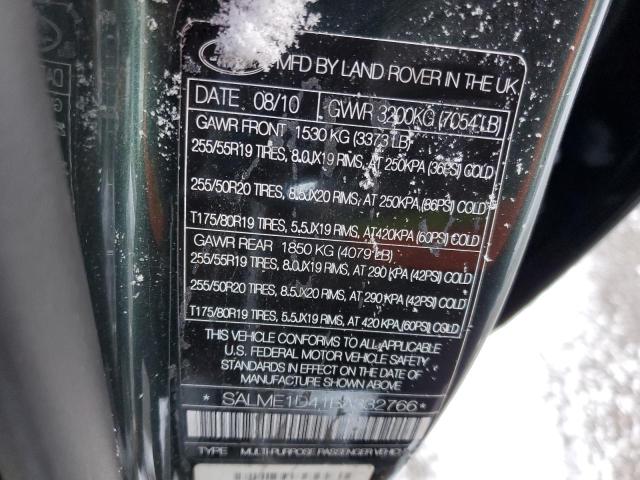 MFD BY LAND ROVER IN THE UK
DATE 08/10 GWWR 3200KG (7054LB)
GAWR FRONT 1530 KG (3373 LB)
255/55R19 TIRES, 8.0JX19 RIMS, AT 250KPA (36PSI) COLD
255/50R20 TIRES, 8.5JX20 RIMS, AT 250KPA (36PSI) COLD
T175/80R19 TIRES, 5.5JX19 RIMS, AT 420KPA (60PSI) COLD
GAWR REAR 1850 KG (4079 LB)
255/55R19 TIRES, 8.0JX19 RIMS, AT 290 KPA (42PSI) COLD
255/50R20 TIRES, 8.5JX20 RIMS, AT 290 KPA (42PSI) COLD
T175/80R19 TIRES, 5.5JX19 RIMS, AT 420 KPA (60PSI) COLD
THIS VEHICLE CONFORMS TO ALL APPLICABLE
U.S. FEDERAL MOTOR VEHICLE SAFETY
STANDARDS IN EFFECT ON THE DATE OF
MANUFACTURE SHOWN ABOVE
*SALME1D41BA332766*
TYPE MULTI-PURPOSE PASSENGER